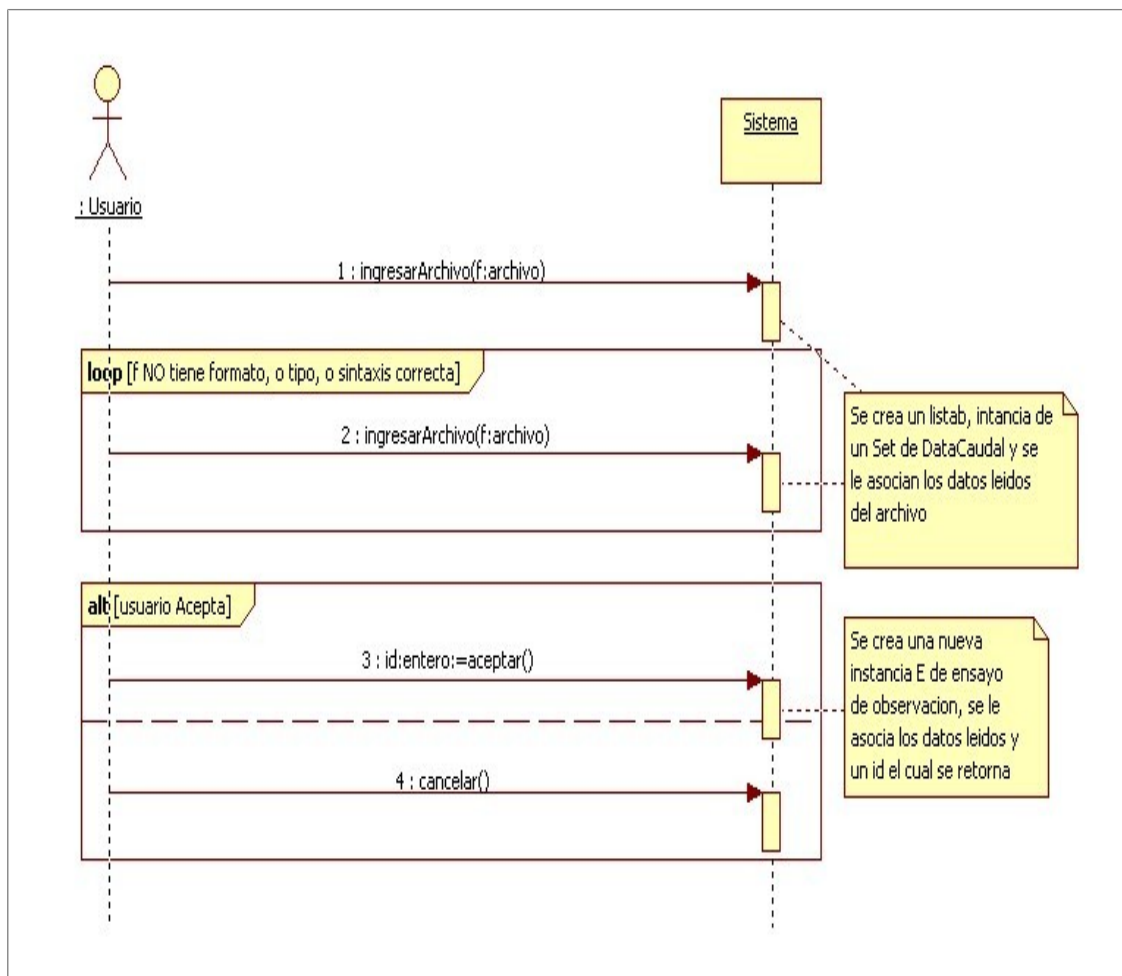 Sistema
: Usuario
1 : ingresarArchivo(f:archivo)
loop [f NO tiene formato, o tipo, o sintaxis correcta]
2 : ingresarArchivo(f:archivo)
Se crea un listab, intancia de
un Set de DataCaudal y se
le asocian los datos leidos
del archivo
alt [usuario Acepta]
3 : id:entero:=aceptar()
Se crea una nueva
instancia E de ensayo
de observacion, se le
asocia los datos leidos y
un id el cual se retorna
4 : cancelar()